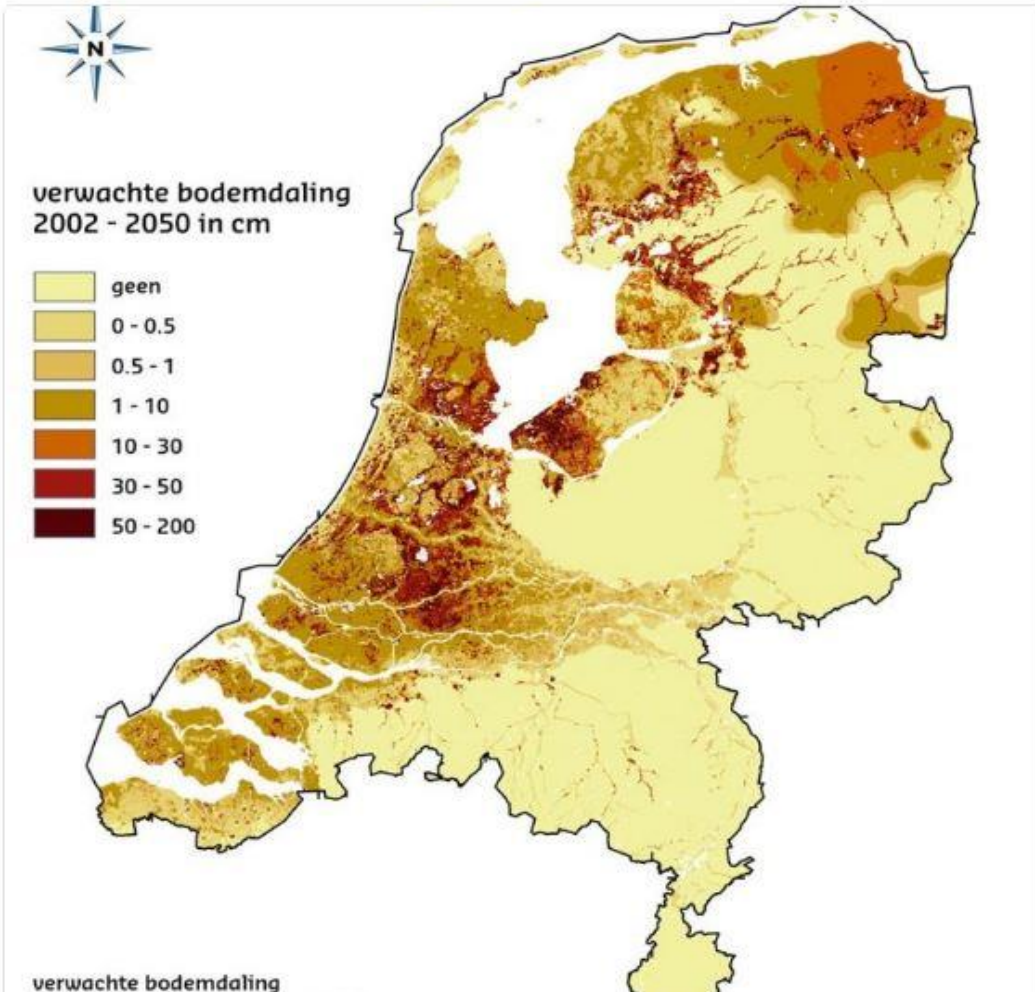 N
verwachte bodemdaling
2002 - 2050 in cm
geen
0 - 0.5
0.5 - 1
1 - 10
10 - 30
30 - 50
50 - 200
verwachte bodemdaling